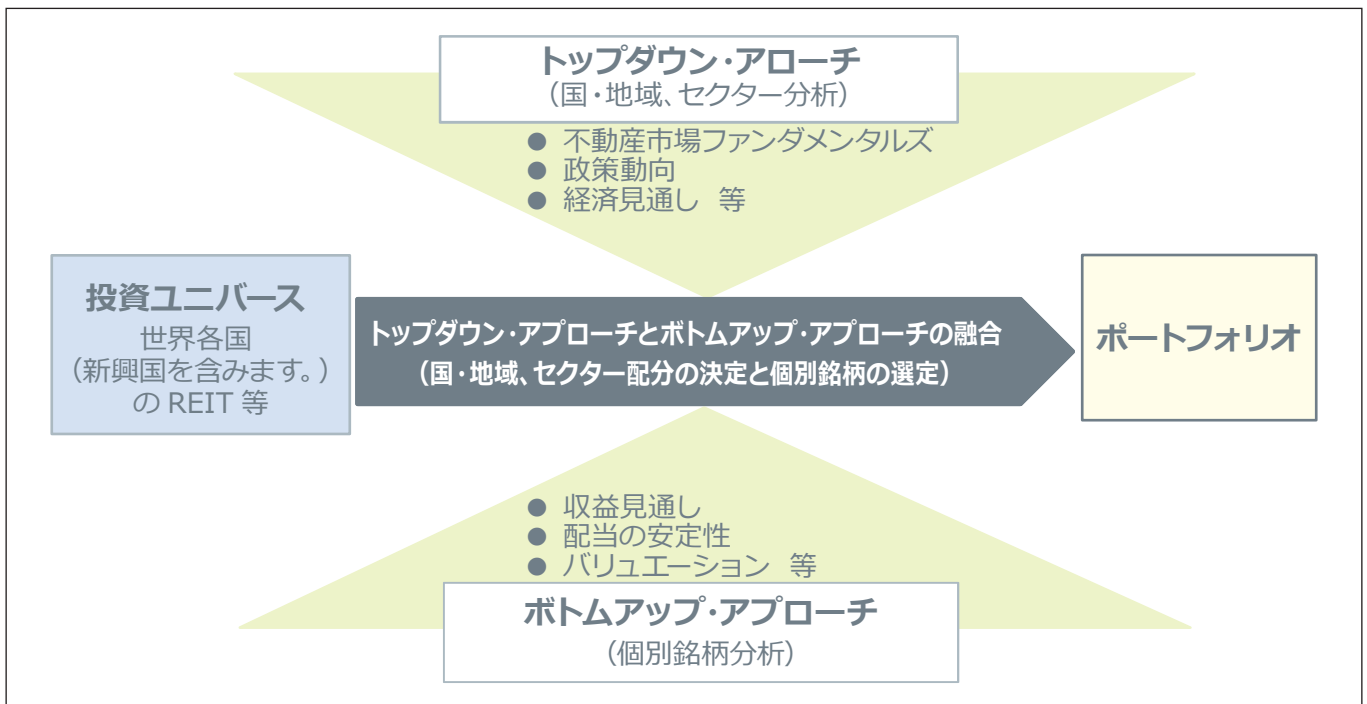 トップダウン・アローチ
（国・地域、セクター分析）
● 不動産市場ファンダメンタルズ
● 政策動向
● 経済見通し 等
投資ユニバース
世界各国
（新興国を含みます。）
の REIT 等
トップダウン・アプローチとボトムアップ・アプローチの融合
（国・地域、セクター配分の決定と個別銘柄の選定）
ポートフォリオ
● 収益見通し
● 配当の安定性
● バリュエーション 等
ボトムアップ・アプローチ
（個別銘柄分析）